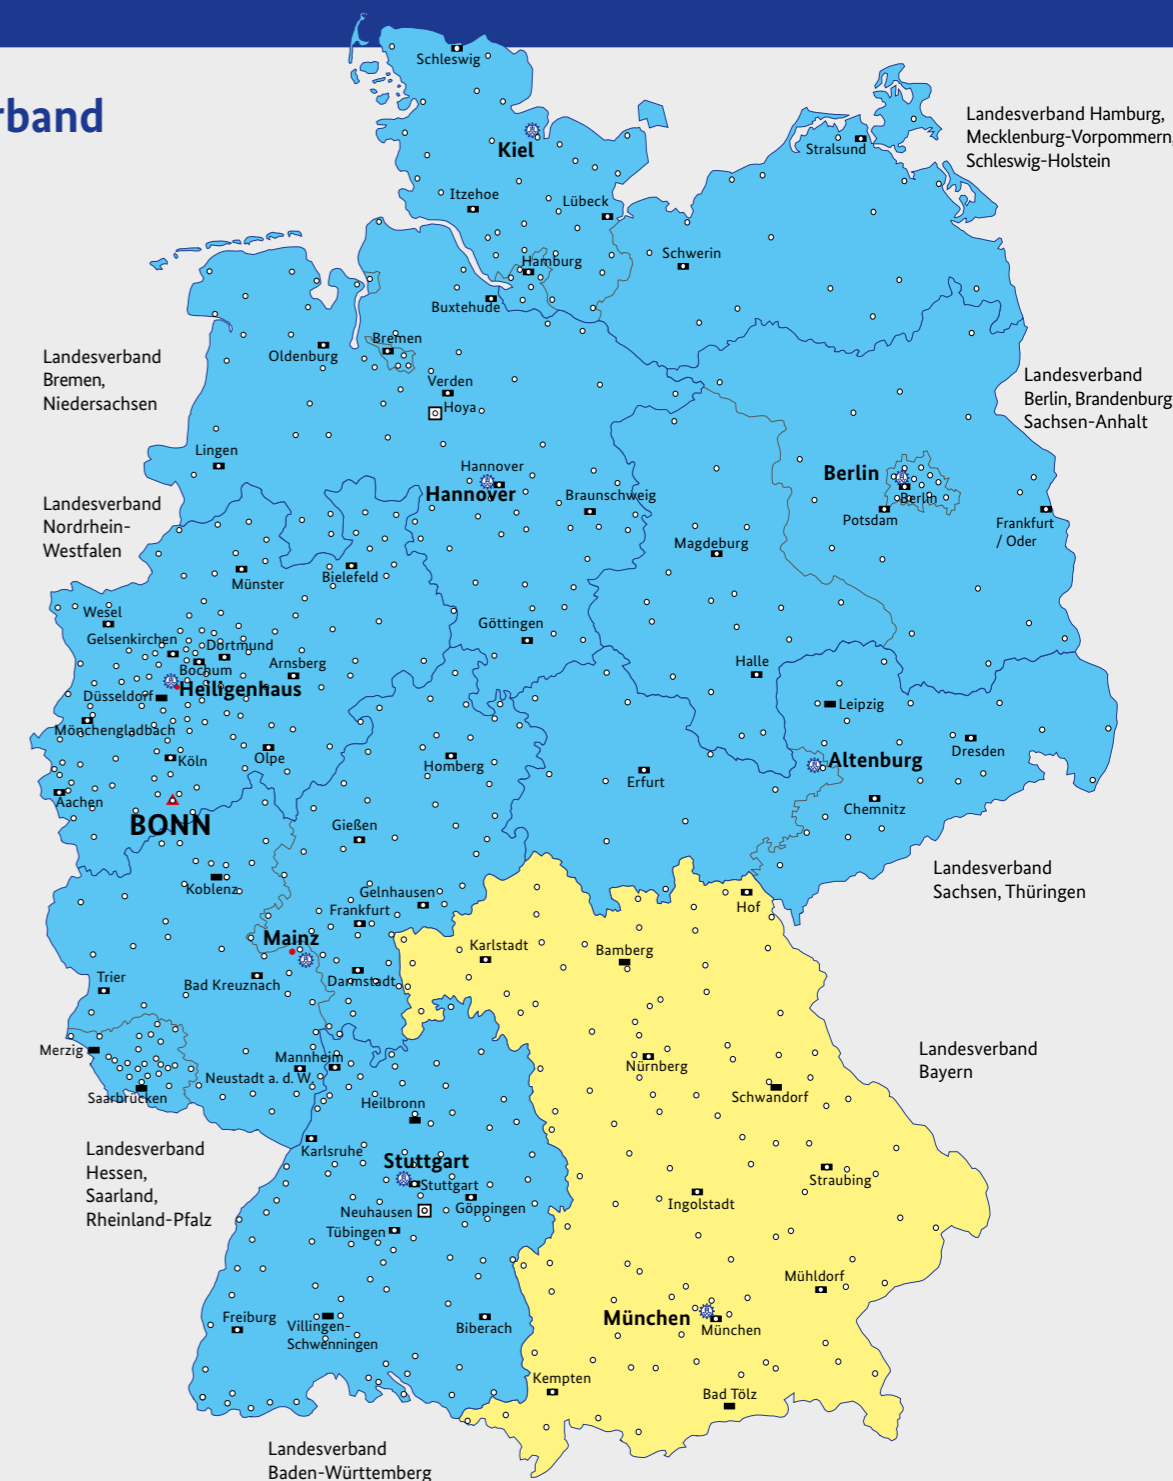 rband
Schleswig
Kiel
Stralsund
Landesverband Hamburg,
Mecklenburg-Vorpommern,
Schleswig-Holstein
Itzehoe
Lübeck
Schwerin
Hamburg
Buxtehude
Landesverband
Bremen,
Niedersachsen
Oldenburg
Bremen
Verden
Hoya
Landesverband
Berlin, Brandenburg
Sachsen-Anhalt
Lingen
Hannover
Hannover
Braunschweig
Berlin
Berlin
Potsdam
Frankfurt
/ Oder
Landesverband
Nordrhein-
Westfalen
Magdeburg
Münster
Bielefeld
Wesel
Gelsenkirchen
Dortmund
Bochum
Arnsberg
Göttingen
Halle
Düsseldorf
Heiligenhaus
Leipzig
Mönchengladbach
Köln
Olpe
Homberg
Erfurt
Altenburg
Dresden
Aachen
BONN
Gießen
Chemnitz
Landesverband
Sachsen, Thüringen
Koblenz
Gelnhausen
Frankfurt
Hof
Mainz
Karlstadt
Bamberg
Trier
Bad Kreuznach
Darmstadt
Merzig
Mannheim
Neustadt a. d. W.
Nürnberg
Landesverband
Bayern
Saarbrücken
Heilbronn
Schwandorf
Landesverband
Hessen,
Saarland,
Rheinland-Pfalz
Karlsruhe
Stuttgart
Stuttgart
Straubing
Neuhausen
Göppingen
Ingolstadt
Tübingen
Mühldorf
Freiburg
Villingen-
Schwenningen
Biberach
München
München
Kempten
Bad Tölz
Landesverband
Baden-Württemberg